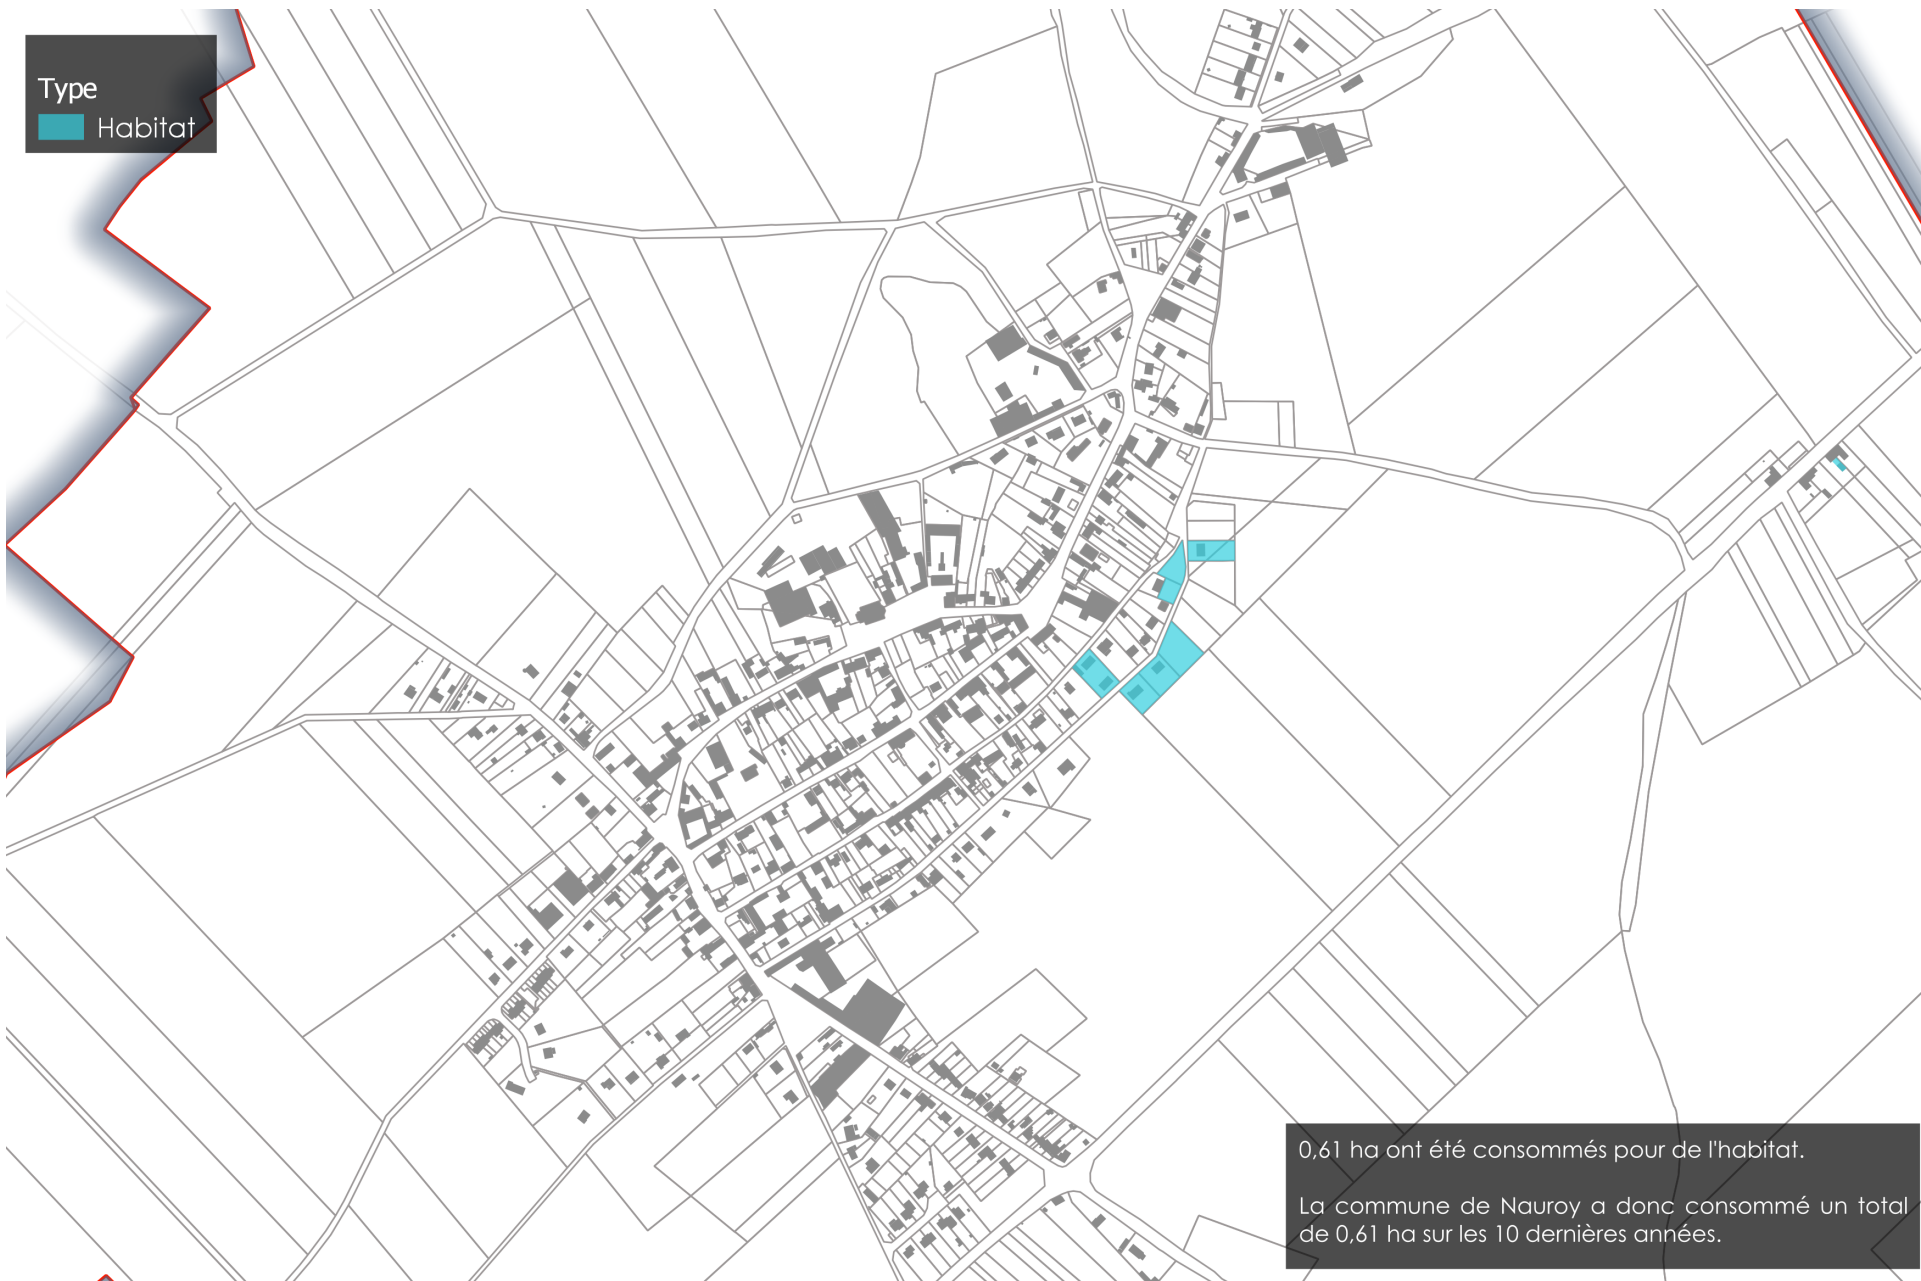 Type
Habitat
0,61 ha ont été consommés pour de l'habitat.
La commune de Nauroy a donc consommé un total
de 0,61 ha sur les 10 dernières années.